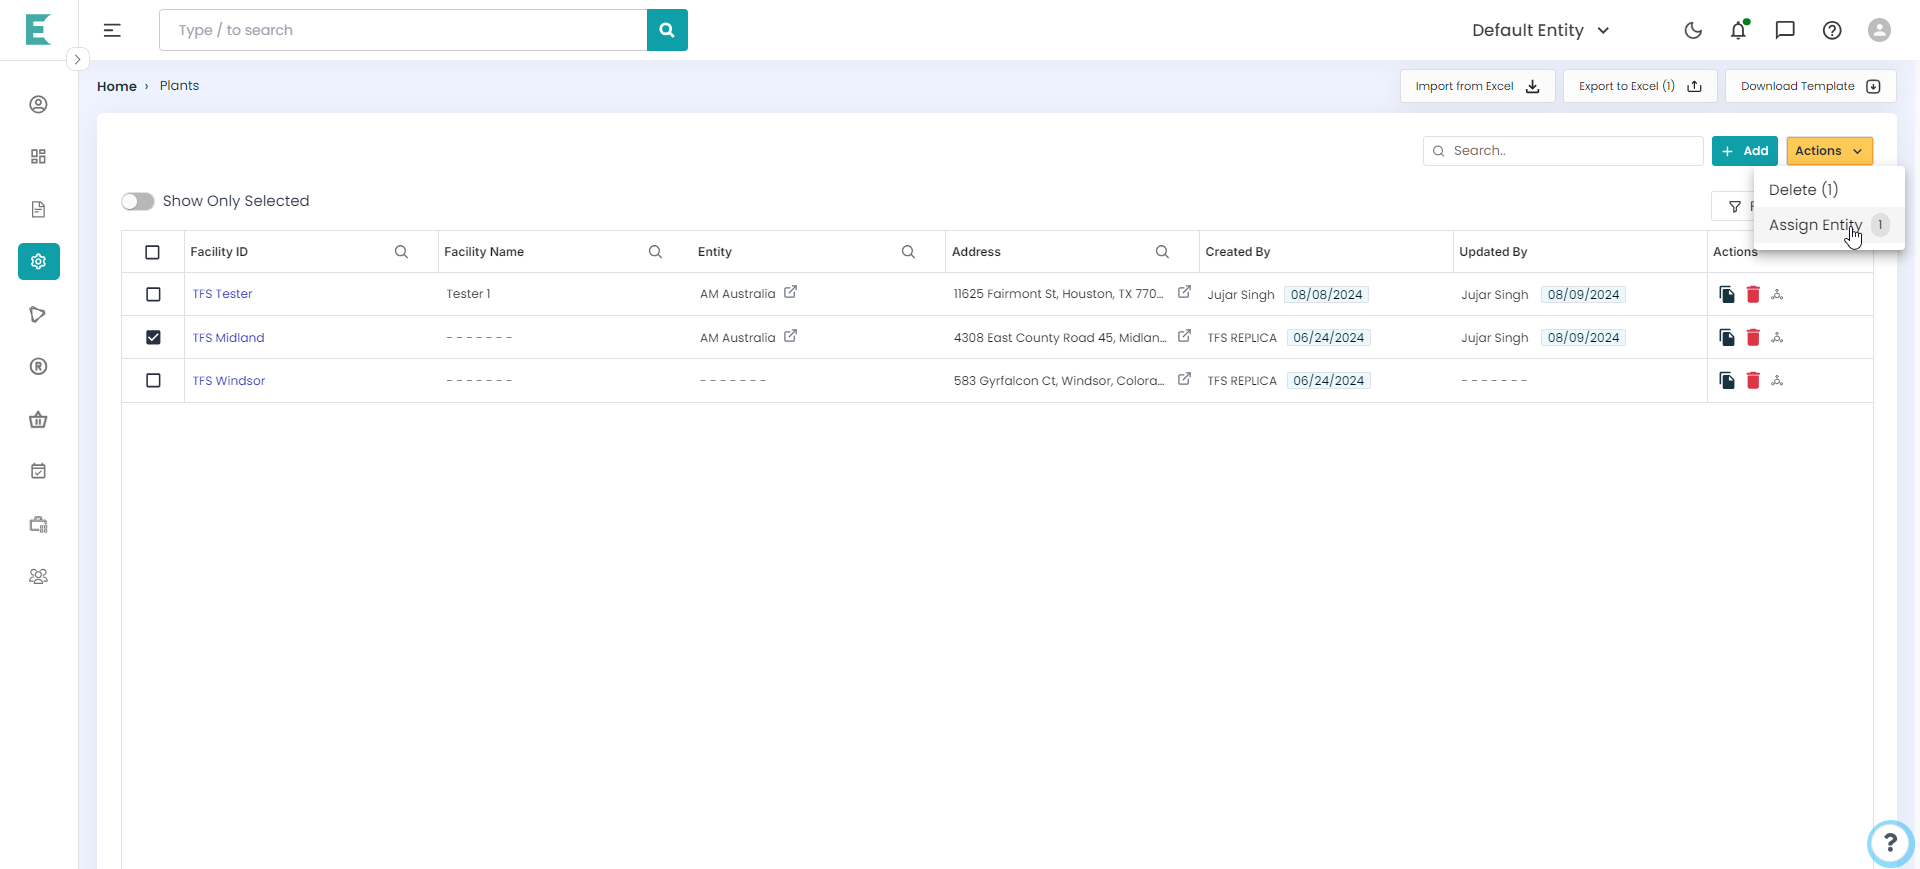 Type / to search
Default Entity
Home › Plants
Import from Excel
Export to Excel (1)
Download Template
Search..
+ Add
Actions
Delete (1)
Assign Entity 1
Show Only Selected
Facility ID Facility Name Entity Address Created By Updated By Actions
TFS Tester Tester 1 AM Australia 11625 Fairmont St, Houston, TX 770... Jujar Singh 08/08/2024 Jujar Singh 08/09/2024
TFS Midland - - - - - - - AM Australia 4308 East County Road 45, Midlan... TFS REPLICA 06/24/2024 Jujar Singh 08/09/2024
TFS Windsor - - - - - - - - - - - - - - 583 Gyrfalcon Ct, Windsor, Colora... TFS REPLICA 06/24/2024 - - - - - - -
?